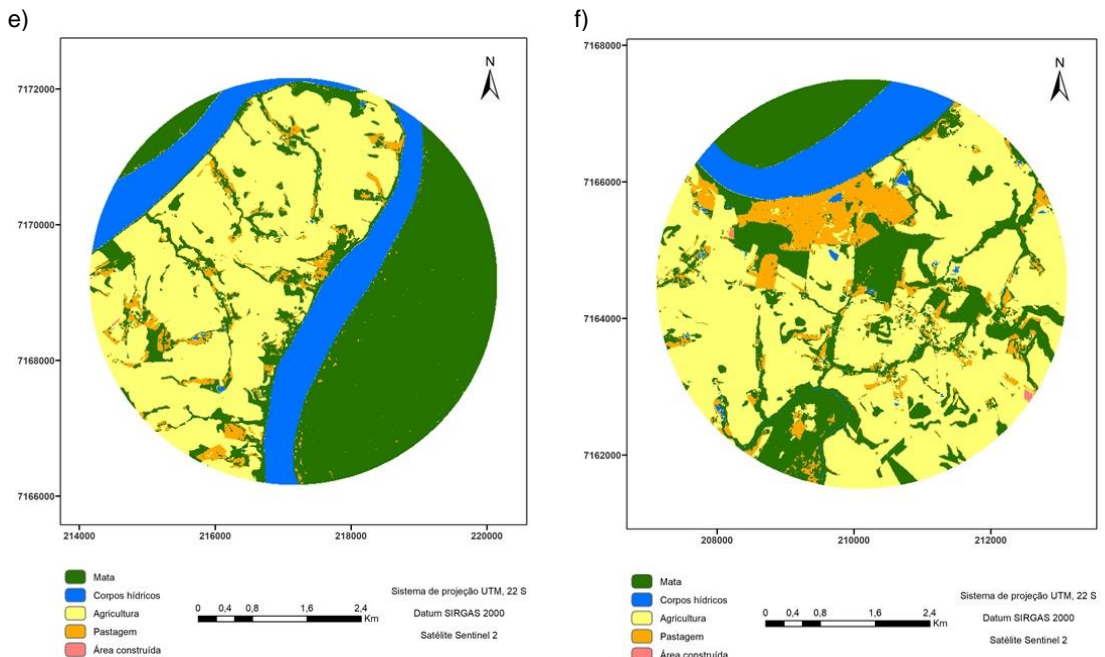 e)
N
7172000
7170000
7168000
7166000
214000 216000 218000 220000
Mata
Corpos hídricos
Agricultura
Pastagem
Área construída
0 0,4 0,8 1,6 2,4
Km
Sistema de projeção UTM, 22 S
Datum SIRGAS 2000
Satélite Sentinel 2
f)
N
7168000
7166000
7164000
7162000
208000 210000 212000
Mata
Corpos hídricos
Agricultura
Pastagem
Área construída
0 0,4 0,8 1,6 2,4
Km
Sistema de projeção UTM, 22 S
Datum SIRGAS 2000
Satélite Sentinel 2